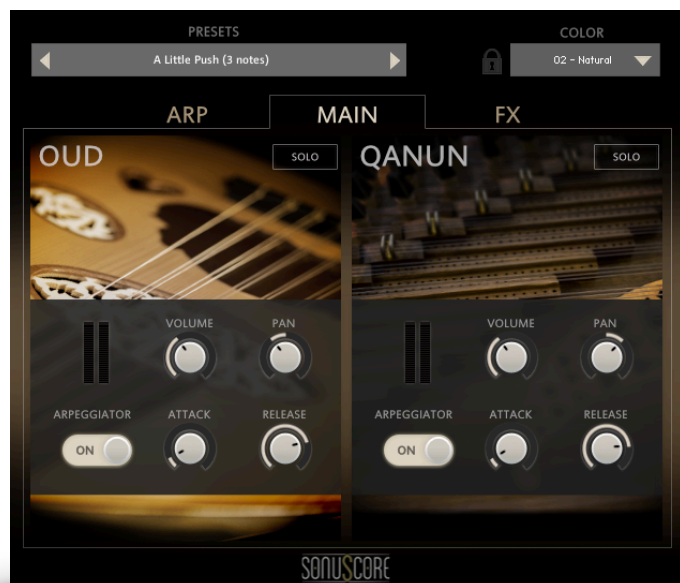 PRESETS
COLOR
A Little Push (3 notes)
02 - Natural
ARP
MAIN
FX
OUD
SOLO
QANUN
SOLO
VOLUME
PAN
VOLUME
PAN
ARPEGGIATOR
ATTACK
RELEASE
ARPEGGIATOR
ATTACK
RELEASE
ON
ON
SONUSCORE